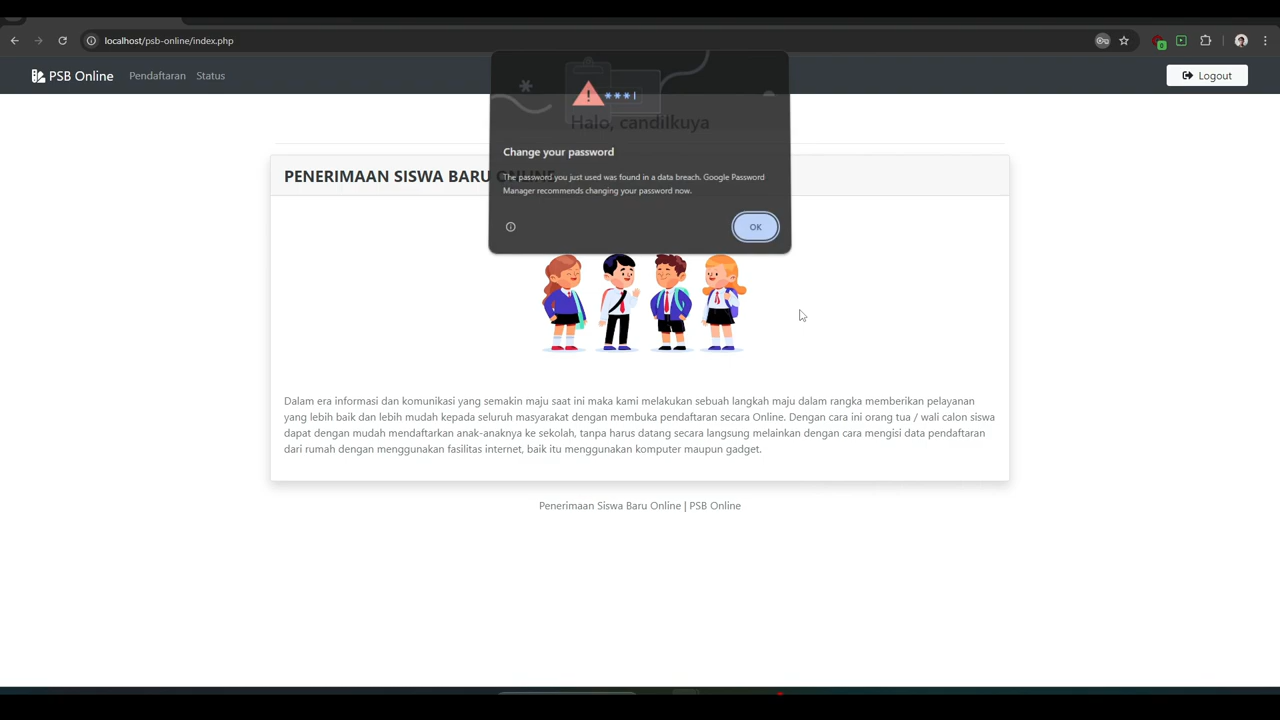 localhost/psb-online/index.php
0
PSB Online
Pendaftaran
Status
Logout
***|
Halo, candilkuya
Change your password
The password you just used was found in a data breach. Google Password
Manager recommends changing your password now.
OK
PENERIMAAN SISWA BARU ONLINE
Dalam era informasi dan komunikasi yang semakin maju saat ini maka kami melakukan sebuah langkah maju dalam rangka memberikan pelayanan
yang lebih baik dan lebih mudah kepada seluruh masyarakat dengan membuka pendaftaran secara Online. Dengan cara ini orang tua / wali calon siswa
dapat dengan mudah mendaftarkan anak-anaknya ke sekolah, tanpa harus datang secara langsung melainkan dengan cara mengisi data pendaftaran
dari rumah dengan menggunakan fasilitas internet, baik itu menggunakan komputer maupun gadget.
Penerimaan Siswa Baru Online | PSB Online